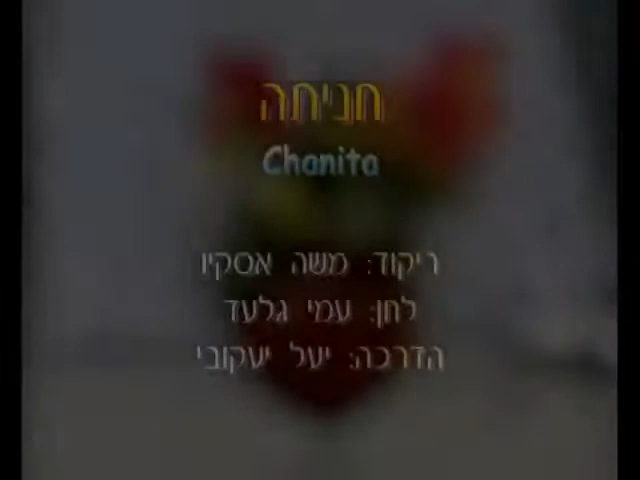 חניתה
Chanita
ריקוד: משה אסקיו
לחן: עמי גלעד
הדרכה: יעל יעקובי